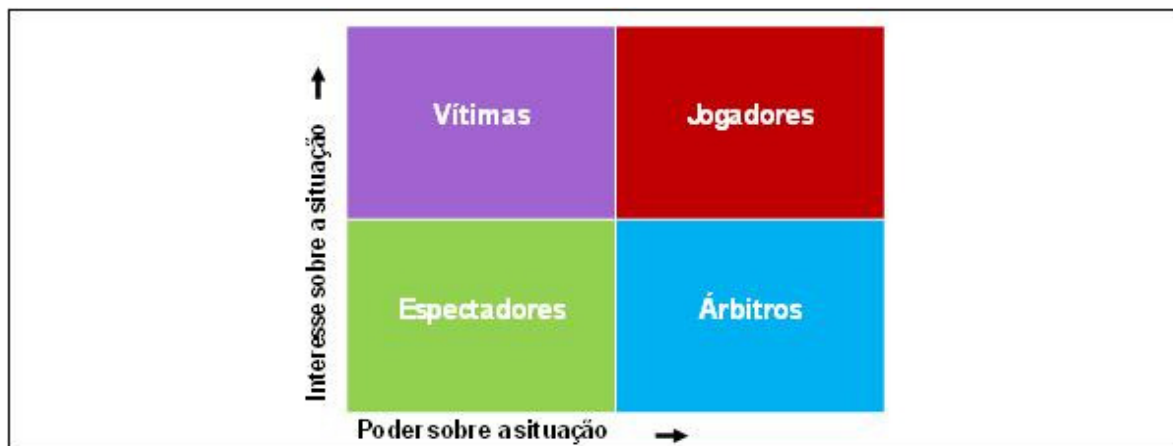 Vítimas
Jogadores
Interesse sobre a situação
Espectadores
Árbitros
Poder sobre a situação